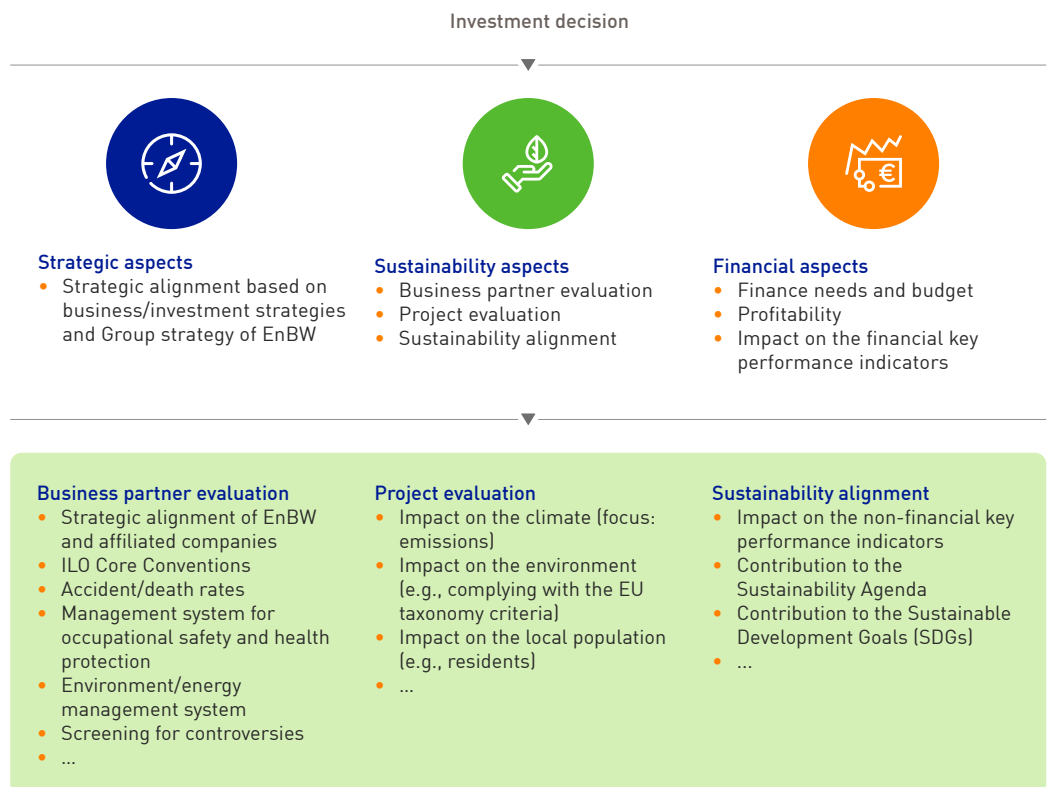 Investment decision
€
Strategic aspects
• Strategic alignment based on
business/investment strategies
and Group strategy of EnBW
Sustainability aspects
• Business partner evaluation
• Project evaluation
• Sustainability alignment
Financial aspects
• Finance needs and budget
• Profitability
• Impact on the financial key
performance indicators
Business partner evaluation
• Strategic alignment of EnBW
and affiliated companies
• ILO Core Conventions
• Accident/death rates
• Management system for
occupational safety and health
protection
• Environment/energy
management system
• Screening for controversies
• ...
Project evaluation
• Impact on the climate (focus:
emissions)
• Impact on the environment
(e.g., complying with the EU
taxonomy criteria)
• Impact on the local population
(e.g., residents)
• ...
Sustainability alignment
• Impact on the non-financial key
performance indicators
• Contribution to the
Sustainability Agenda
• Contribution to the Sustainable
Development Goals (SDGs)
• ...